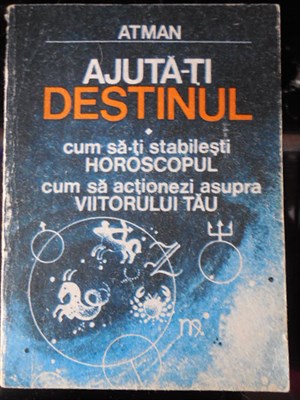 ATMAN
AJUTĂ-ȚI
DESTINUL
cum să-ți stabilești
HOROSCOPUL
cum să acționezi asupra
VIITORULUI TĂU